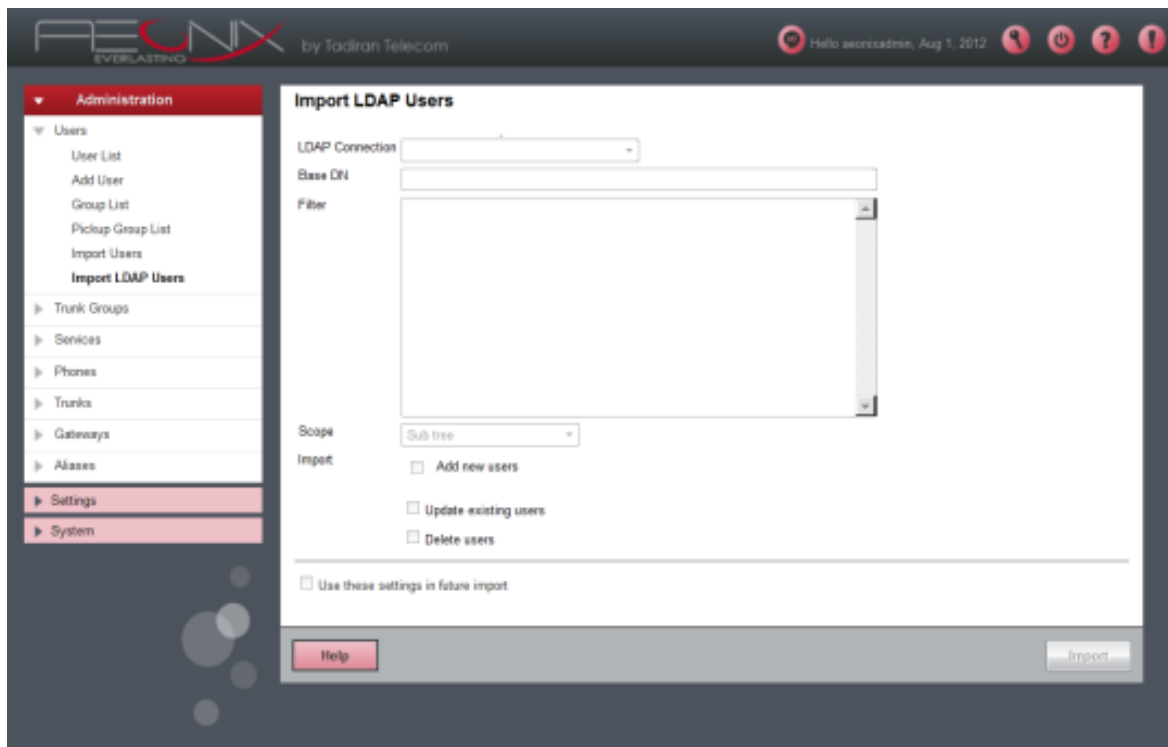 AEONIX
EVERLASTING
by Tadiran Telecom
Hello aeonixadmin, Aug 1, 2012
?
!
Administration
Users
User List
Add User
Group List
Pickup Group List
Import Users
Import LDAP Users
Trunk Groups
Services
Phones
Trunks
Gateways
Aliases
Settings
System
Import LDAP Users
LDAP Connection
Base DN
Filter
Scope
Sub tree
Import
Add new users
Update existing users
Delete users
Use these settings in future import
Help
Import